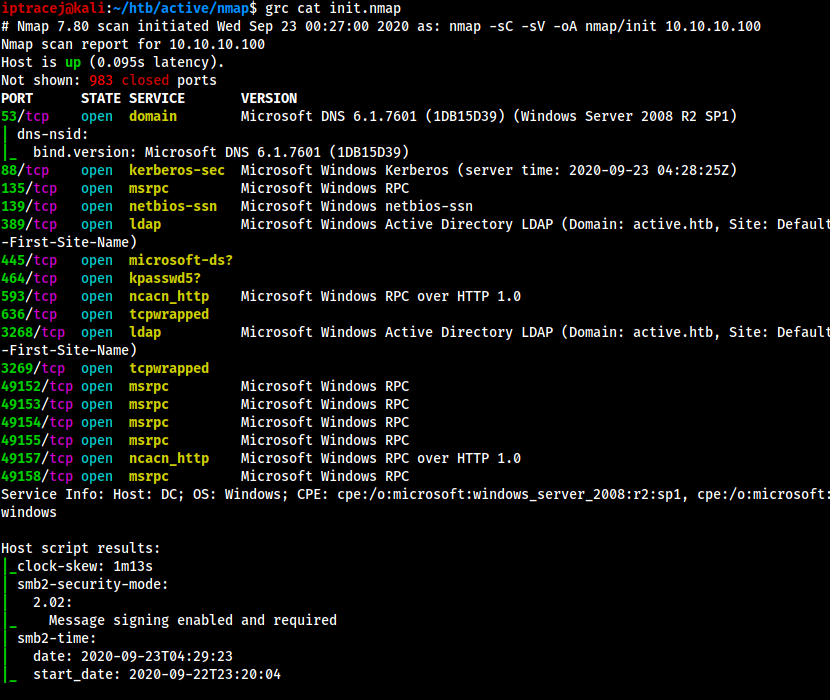 iptracej@kali:~/htb/active/nmap$ grc cat init.nmap
# Nmap 7.80 scan initiated Wed Sep 23 00:27:00 2020 as: nmap -sC -sV -oA nmap/init 10.10.10.100
Nmap scan report for 10.10.10.100
Host is up (0.095s latency).
Not shown: 983 closed ports
PORT      STATE SERVICE       VERSION
53/tcp    open  domain        Microsoft DNS 6.1.7601 (1DB15D39) (Windows Server 2008 R2 SP1)
| dns-nsid:
|_  bind.version: Microsoft DNS 6.1.7601 (1DB15D39)
88/tcp    open  kerberos-sec  Microsoft Windows Kerberos (server time: 2020-09-23 04:28:25Z)
135/tcp   open  msrpc         Microsoft Windows RPC
139/tcp   open  netbios-ssn   Microsoft Windows netbios-ssn
389/tcp   open  ldap          Microsoft Windows Active Directory LDAP (Domain: active.htb, Site: Default
-First-Site-Name)
445/tcp   open  microsoft-ds?
464/tcp   open  kpasswd5?
593/tcp   open  ncacn_http    Microsoft Windows RPC over HTTP 1.0
636/tcp   open  tcpwrapped
3268/tcp  open  ldap          Microsoft Windows Active Directory LDAP (Domain: active.htb, Site: Default
-First-Site-Name)
3269/tcp  open  tcpwrapped
49152/tcp open  msrpc         Microsoft Windows RPC
49153/tcp open  msrpc         Microsoft Windows RPC
49154/tcp open  msrpc         Microsoft Windows RPC
49155/tcp open  msrpc         Microsoft Windows RPC
49157/tcp open  ncacn_http    Microsoft Windows RPC over HTTP 1.0
49158/tcp open  msrpc         Microsoft Windows RPC
Service Info: Host: DC; OS: Windows; CPE: cpe:/o:microsoft:windows_server_2008:r2:sp1, cpe:/o:microsoft:
windows

Host script results:
|_clock-skew: 1m13s
| smb2-security-mode:
|   2.02:
|_    Message signing enabled and required
| smb2-time:
|   date: 2020-09-23T04:29:23
|_  start_date: 2020-09-22T23:20:04